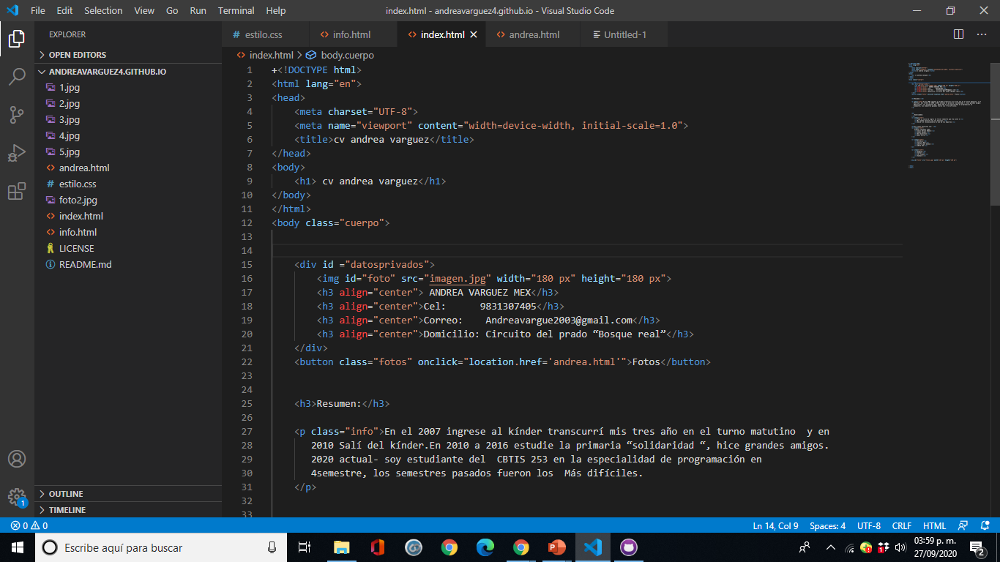 File Edit Selection View Go Run Terminal Help
index.html - andreavarguez4.github.io - Visual Studio Code
EXPLORER
OPEN EDITORS
ANDREAVARGUEZ4.GITHUB.IO
1.jpg
2.jpg
3.jpg
4.jpg
5.jpg
andrea.html
estilo.css
foto2.jpg
index.html
info.html
LICENSE
README.md
OUTLINE
TIMELINE
estilo.css info.html index.html andrea.html Untitled-1
index.html > body.cuerpo
1 +<!DOCTYPE html>
2 <html lang="en">
3 <head>
4 <meta charset="UTF-8">
5 <meta name="viewport" content="width=device-width, initial-scale=1.0">
6 <title>cv andrea varguez</title>
7 </head>
8 <body>
9 <h1> cv andrea varguez</h1>
10 </body>
11 </html>
12 <body class="cuerpo">
13
14
15 <div id ="datosprivados">
16 <img id="foto" src="imagen.jpg" width="180 px" height="180 px">
17 <h3 align="center"> ANDREA VARGUEZ MEX</h3>
18 <h3 align="center">Cel: 9831307405</h3>
19 <h3 align="center">Correo: Andreavargue2003@gmail.com</h3>
20 <h3 align="center">Domicilio: Circuito del prado “Bosque real”</h3>
21 </div>
22 <button class="fotos" onclick="location.href='andrea.html'">Fotos</button>
23
24
25 <h3>Resumen:</h3>
26
27 <p class="info">En el 2007 ingrese al kínder transcurrí mis tres año en el turno matutino y en
28 2010 Salí del kínder.En 2010 a 2016 estudie la primaria “solidaridad “, hice grandes amigos.
29 2020 actual- soy estudiante del CBTIS 253 en la especialidad de programación en
30 4semestre, los semestres pasados fueron los Más difíciles.
31 </p>
32
33
1
0 0
Ln 14, Col 9 Spaces: 4 UTF-8 CRLF HTML
Escribe aquí para buscar
03:59 p. m.
27/09/2020
2